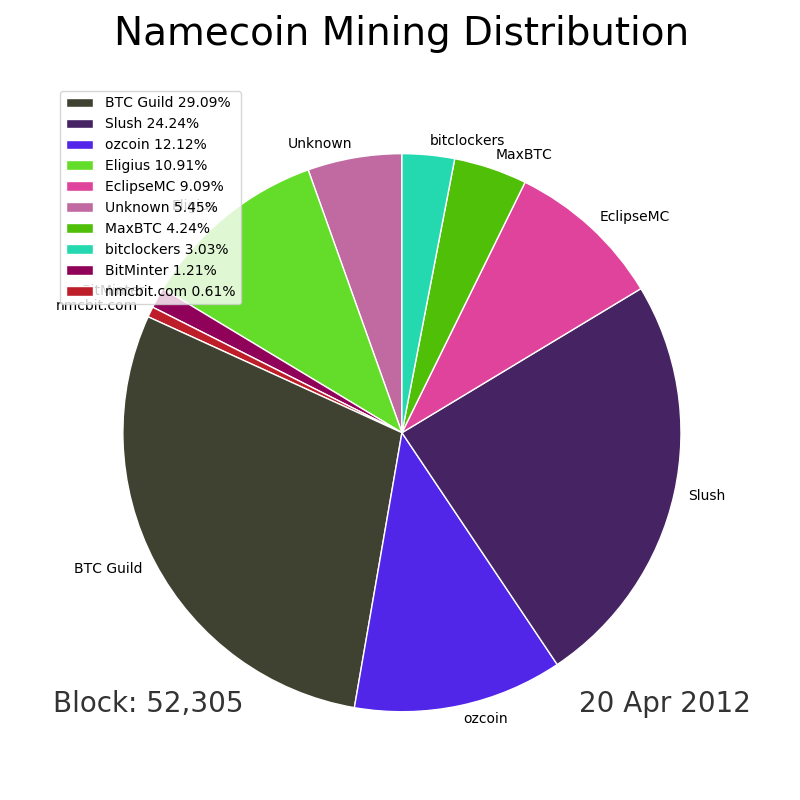 Namecoin Mining Distribution
BTC Guild 29.09%
Slush 24.24%
ozcoin 12.12%
Eligius 10.91%
EclipseMC 9.09%
Unknown 5.45%
MaxBTC 4.24%
bitclockers 3.03%
BitMinter 1.21%
nmcbit.com 0.61%
Unknown
bitclockers
MaxBTC
EclipseMC
Eligius
BitMinter
nmcbit.com
Slush
BTC Guild
ozcoin
Block: 52,305
20 Apr 2012